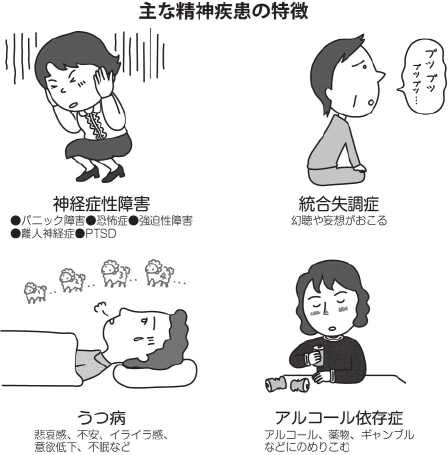 主な精神疾患の特徴
ブツブツ
ブツブツ…
神経症性障害
●パニック障害●恐怖症●強迫性障害
●離人神経症●PTSD
統合失調症
幻聴や妄想がおこる
3
4
うつ病
悲哀感、不安、イライラ感、
意欲低下、不眠など
アルコール依存症
アルコール、薬物、ギャンブル
などにのめりこむ